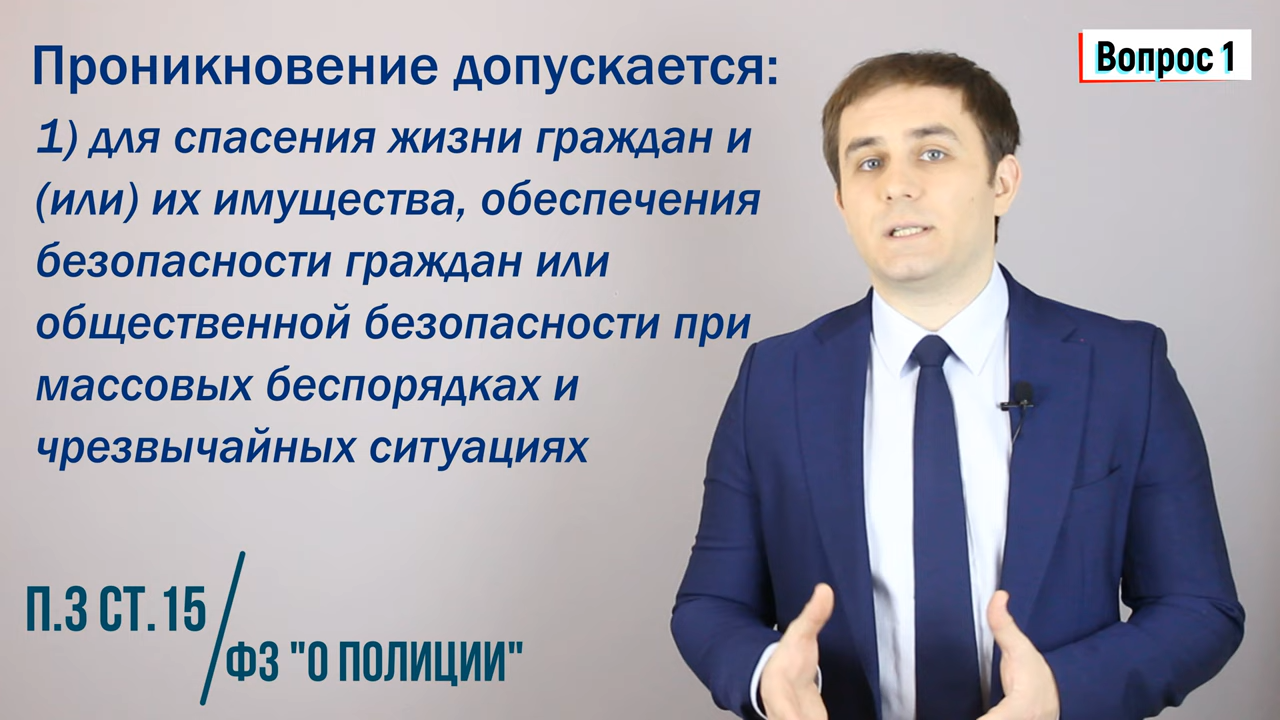 Проникновение допускается:
Вопрос 1
1) для спасения жизни граждан и
(или) их имущества, обеспечения
безопасности граждан или
общественной безопасности при
массовых беспорядках и
чрезвычайных ситуациях
П.3 СТ.15
ФЗ "О ПОЛИЦИИ"